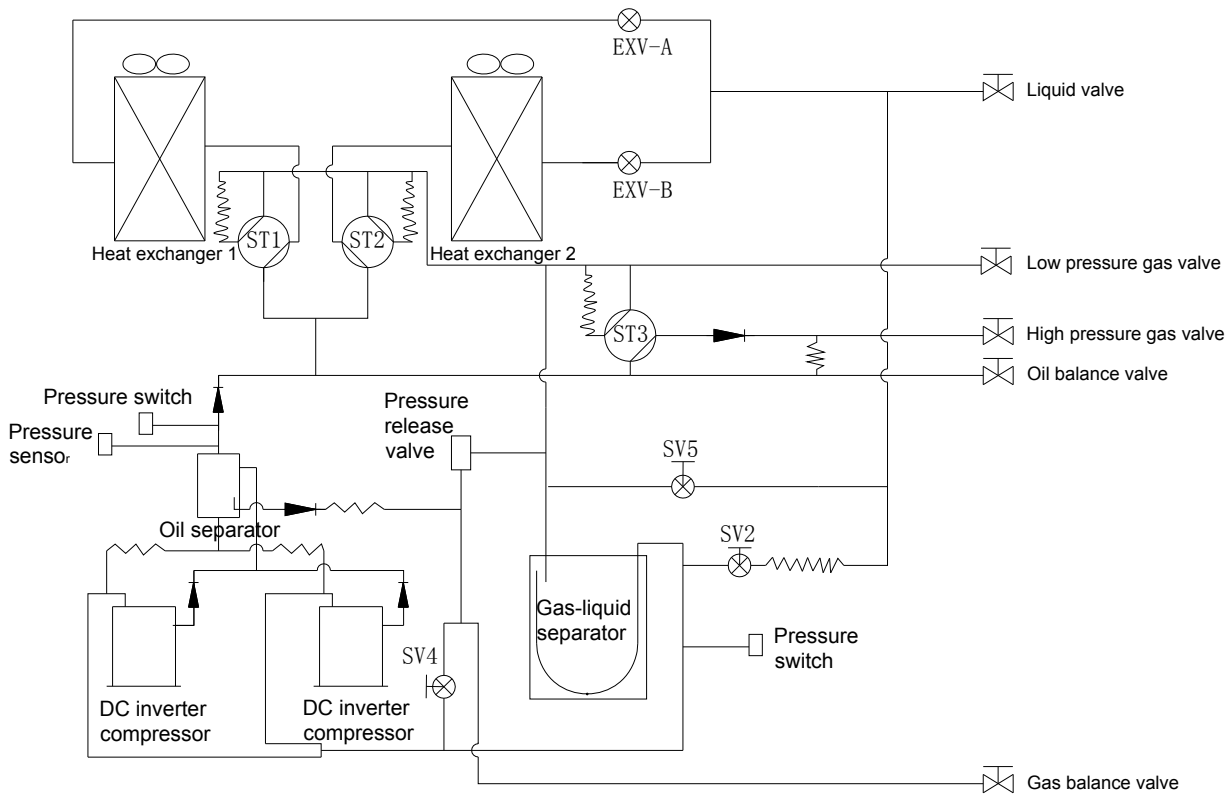 EXV-A
Liquid valve
EXV-B
ST1
ST2
Heat exchanger 1
Heat exchanger 2
Low pressure gas valve
ST3
High pressure gas valve
Oil balance valve
Pressure switch
Pressure
sensor
Pressure
release
valve
SV5
Oil separator
SV2
Gas-liquid
separator
Pressure
switch
SV4
DC inverter
compressor
DC inverter
compressor
Gas balance valve